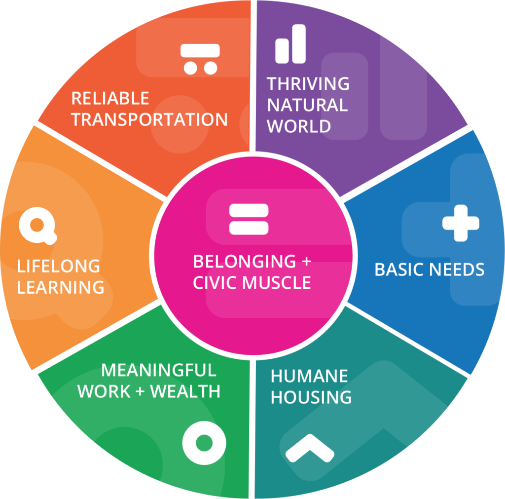 THRIVING
NATURAL
WORLD
BASIC NEEDS
HUMANE
HOUSING
MEANINGFUL
WORK + WEALTH
LIFELONG
LEARNING
RELIABLE
TRANSPORTATION
BELONGING +
CIVIC MUSCLE